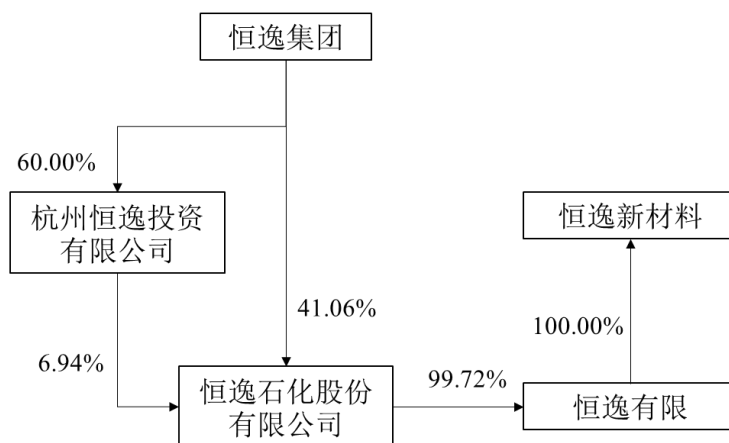 恒逸集团
60.00%
杭州恒逸投资
有限公司
恒逸新材料
41.06%
100.00%
6.94%
恒逸石化股份
有限公司
99.72%
恒逸有限